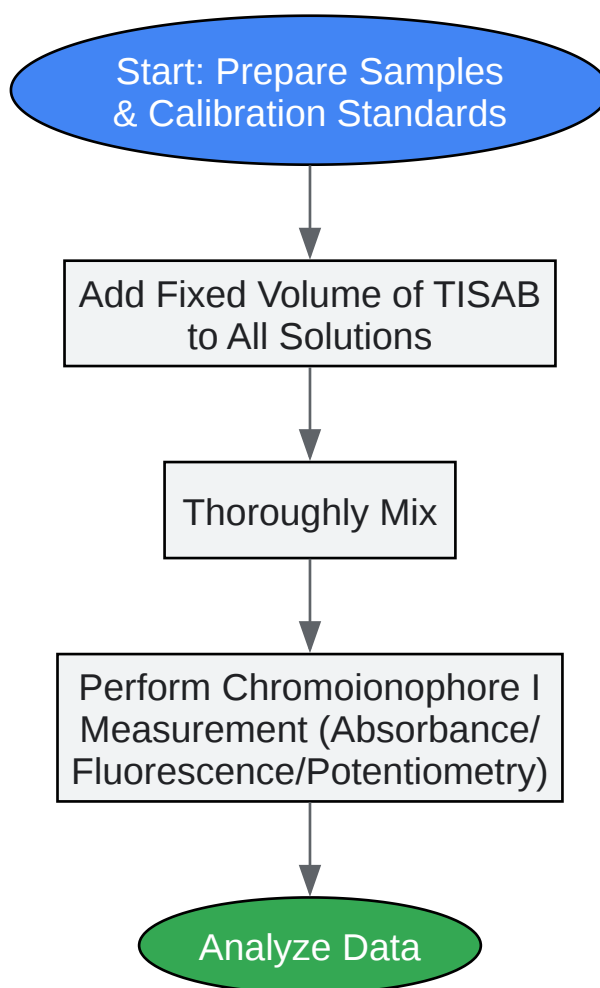 Start: Prepare Samples
& Calibration Standards
Add Fixed Volume of TISAB
to All Solutions
Thoroughly Mix
Perform Chromoionophore I
Measurement (Absorbance/
Fluorescence/Potentiometry)
Analyze Data